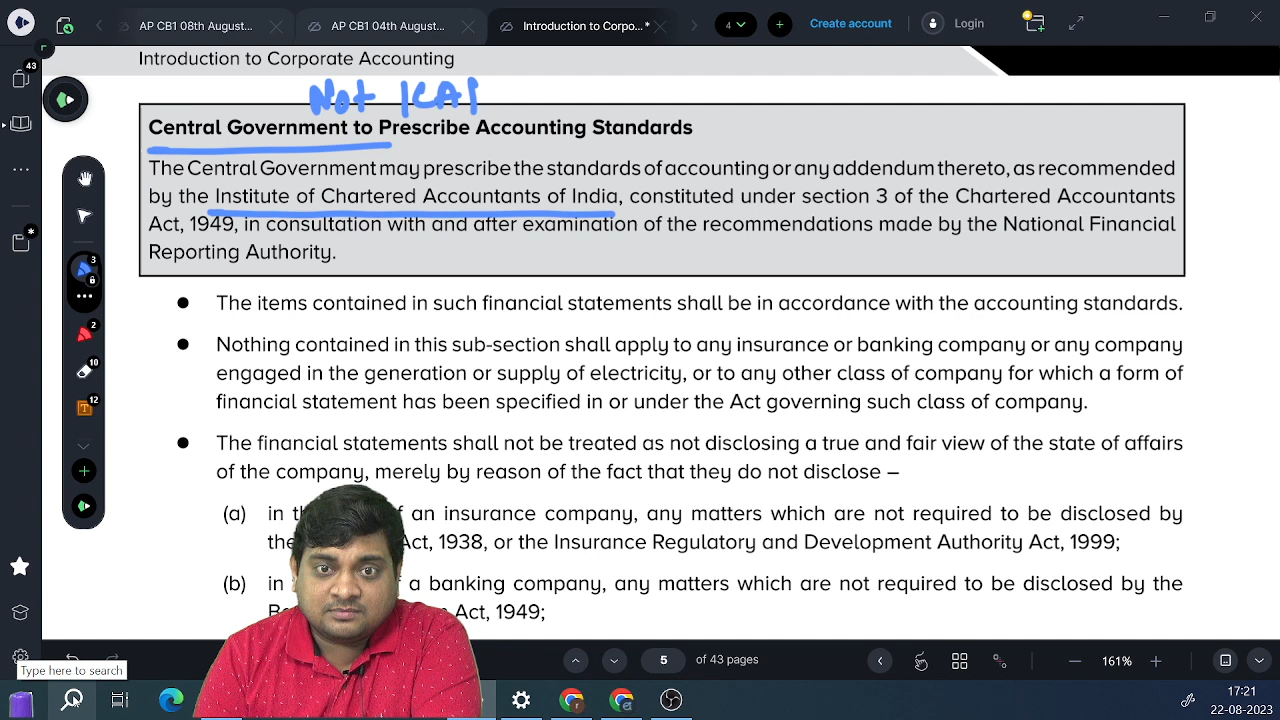 AP CB1 08th August...
AP CB1 04th August...
Introduction to Corpo...*
4
Create account
Login
43
Introduction to Corporate Accounting
Not ICAI
Central Government to Prescribe Accounting Standards
The Central Government may prescribe the standards of accounting or any addendum thereto, as recommended
by the Institute of Chartered Accountants of India, constituted under section 3 of the Chartered Accountants
Act, 1949, in consultation with and after examination of the recommendations made by the National Financial
Reporting Authority.
3
2
10
12
• The items contained in such financial statements shall be in accordance with the accounting standards.
• Nothing contained in this sub-section shall apply to any insurance or banking company or any company
engaged in the generation or supply of electricity, or to any other class of company for which a form of
financial statement has been specified in or under the Act governing such class of company.
• The financial statements shall not be treated as not disclosing a true and fair view of the state of affairs
of the company, merely by reason of the fact that they do not disclose –
(a) in of an insurance company, any matters which are not required to be disclosed by
the Act, 1938, or the Insurance Regulatory and Development Authority Act, 1999;
(b) in a banking company, any matters which are not required to be disclosed by the
Act, 1949;
Type here to search
5 of 43 pages
161%
17:21
22-08-2023